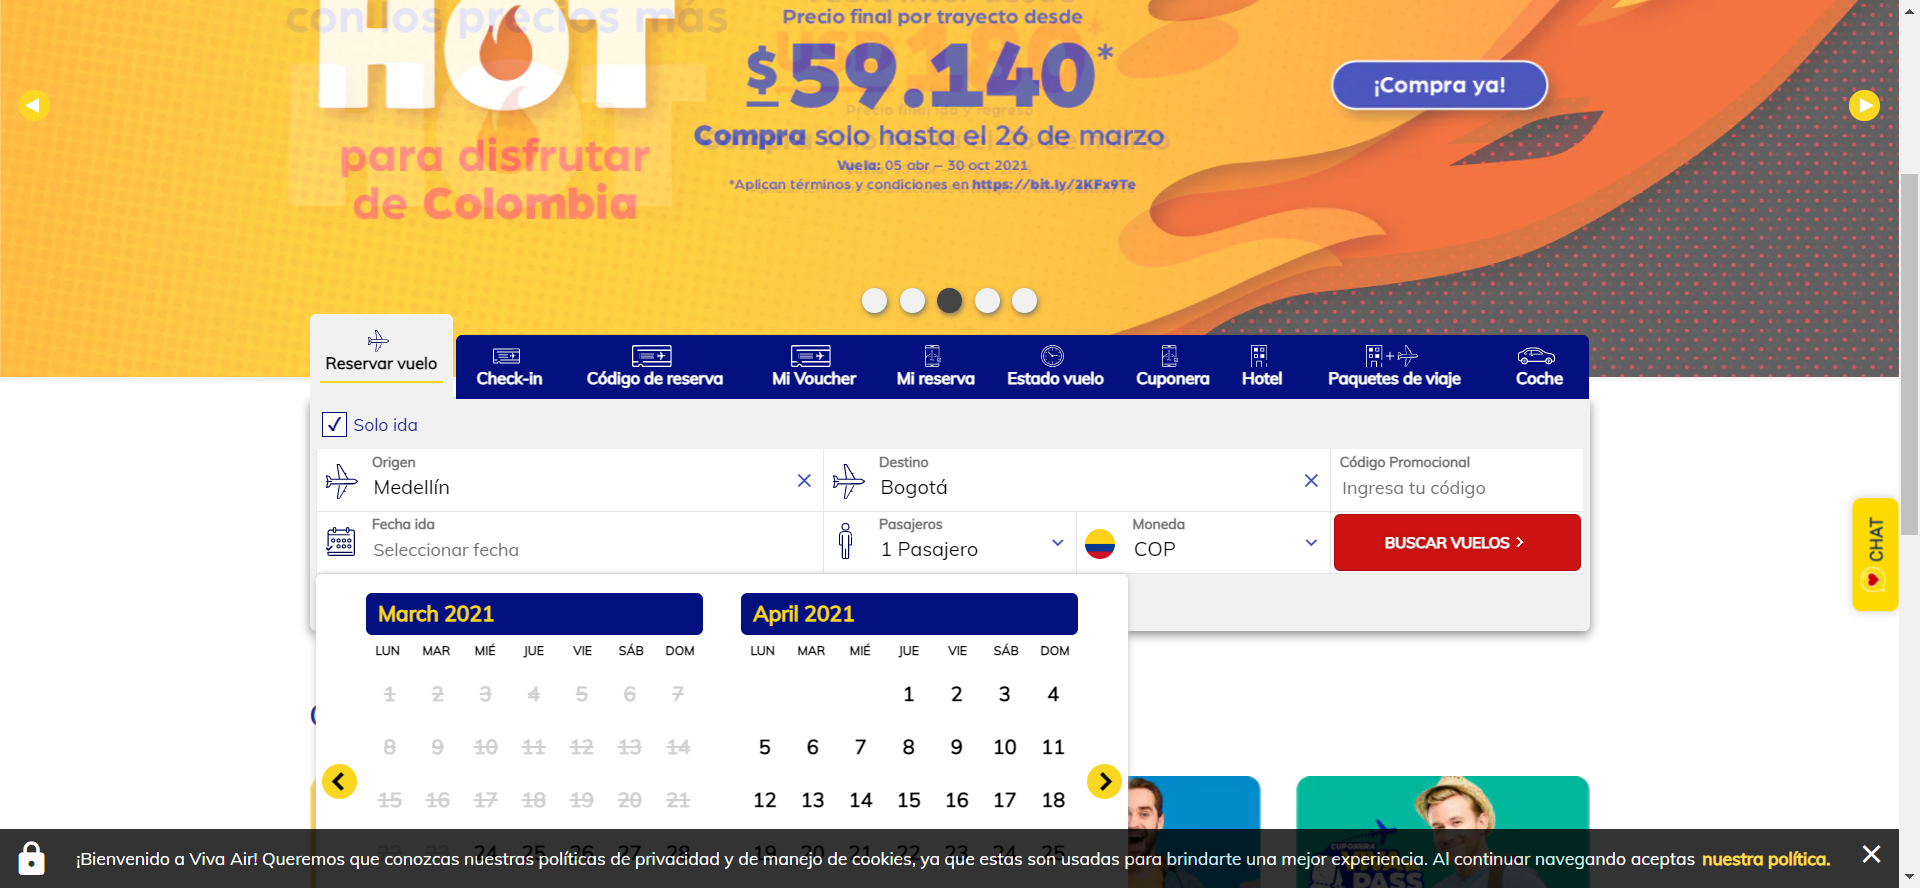 con los precios más
HOT
para disfrutar
de Colombia
Precio final por trayecto desde
$59.140*
Precio final ida y regreso
Compra solo hasta el 26 de marzo
Vuela: 05 abr – 30 oct 2021
*Aplican términos y condiciones en https://bit.ly/2KFx9Te
¡Compra ya!
Reservar vuelo
Check-in
Código de reserva
Mi Voucher
Mi reserva
Estado vuelo
Cuponera
Hotel
Paquetes de viaje
Coche
Solo ida
Origen
Medellín
Destino
Bogotá
Código Promocional
Ingresa tu código
Fecha ida
Seleccionar fecha
Pasajeros
1 Pasajero
Moneda
COP
BUSCAR VUELOS
CHAT
March 2021
LUN MAR MIÉ JUE VIE SÁB DOM
1 2 3 4 5 6 7
8 9 10 11 12 13 14
15 16 17 18 19 20 21
22 23 24 25 26 27 28
April 2021
LUN MAR MIÉ JUE VIE SÁB DOM
1 2 3 4
5 6 7 8 9 10 11
12 13 14 15 16 17 18
19 20 21 22 23 24 25
CUPONERA
VIVA
PASS
¡Bienvenido a Viva Air! Queremos que conozcas nuestras políticas de privacidad y de manejo de cookies, ya que estas son usadas para brindarte una mejor experiencia. Al continuar navegando aceptas nuestra política.